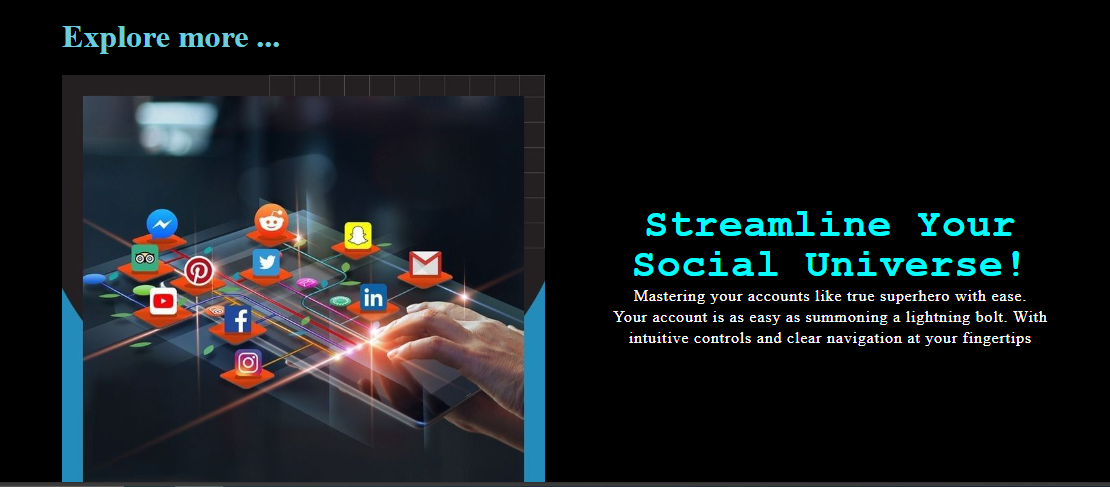 Explore more ...
Streamline Your
Social Universe!
Mastering your accounts like true superhero with ease.
Your account is as easy as summoning a lightning bolt. With
intuitive controls and clear navigation at your fingertips
in
f